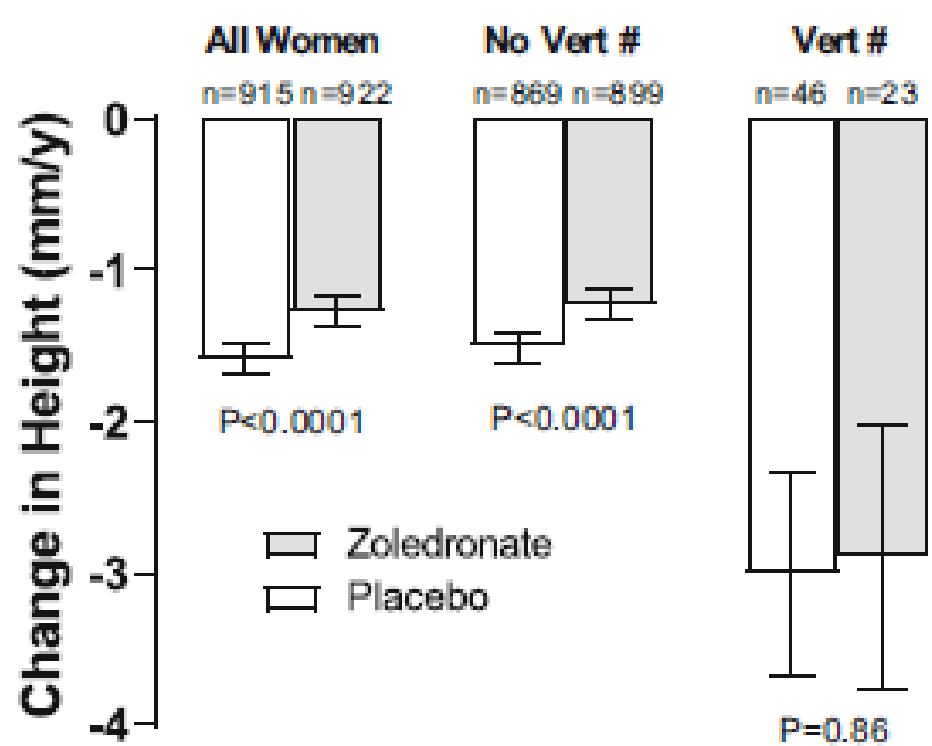 All Women No Vert # Vert #
n=915 n=922 n=869 n=899 n=46 n=23
Change in Height (mm/y)
0
-1
-2
-3
-4
P<0.0001 P<0.0001
Zoledronate
Placebo
P=0.86